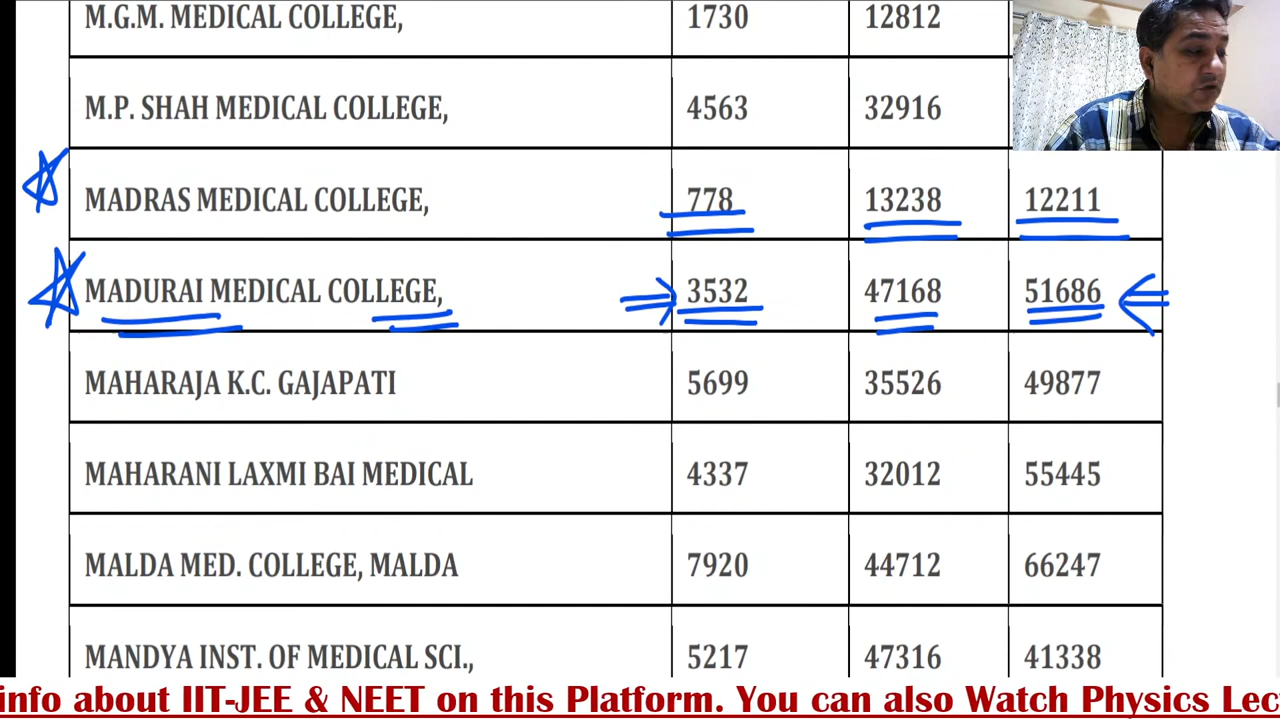 M.G.M. MEDICAL COLLEGE, 1730 12812
M.P. SHAH MEDICAL COLLEGE, 4563 32916
MADRAS MEDICAL COLLEGE, 778 13238 12211
MADURAI MEDICAL COLLEGE, 3532 47168 51686
MAHARAJA K.C. GAJAPATI 5699 35526 49877
MAHARANI LAXMI BAI MEDICAL 4337 32012 55445
MALDA MED. COLLEGE, MALDA 7920 44712 66247
MANDYA INST. OF MEDICAL SCI., 5217 47316 41338
info about IIT-JEE & NEET on this Platform. You can also Watch Physics Lec